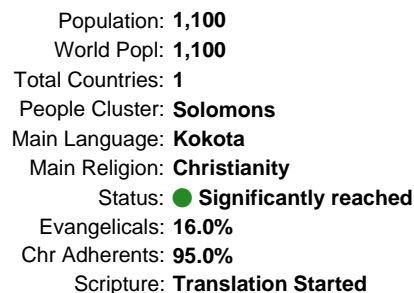 Population: 1,100
World Popl: 1,100
Total Countries: 1
People Cluster: Solomons
Main Language: Kokota
Main Religion: Christianity
Status: Significantly reached
Evangelicals: 16.0%
Chr Adherents: 95.0%
Scripture: Translation Started